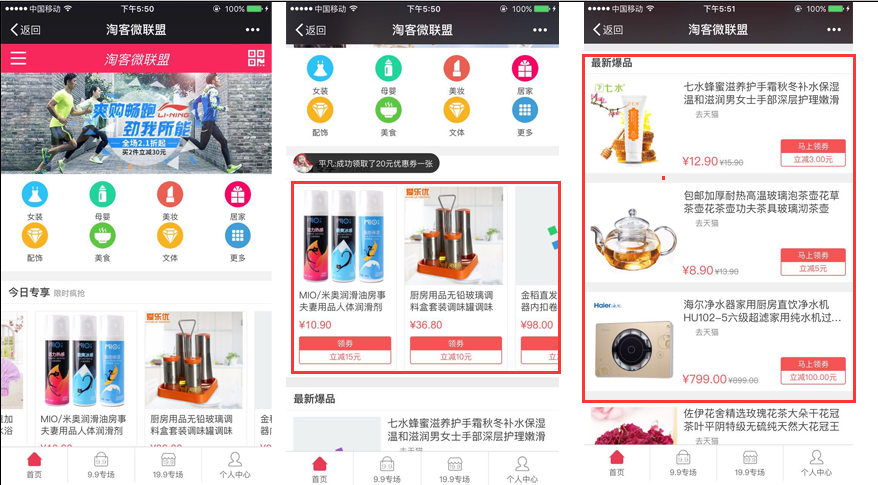 中国移动
下午5:50
100%
返回
淘客微联盟
淘客微联盟
爽购畅跑
劲我所能
LI-NING
全场2.1折起
买2件立减30元
女装
母婴
美妆
居家
配饰
美食
文体
更多
今日专享 限时疯抢
MIO/米奥润滑油房事
夫妻用品人体润滑剂
爱乐优
厨房用品无铅玻璃调
料盒套装调味罐调味
首页
9.9专场
19.9专场
个人中心
中国移动
下午5:50
100%
返回
淘客微联盟
女装
母婴
美妆
居家
配饰
美食
文体
更多
平凡:成功领取了20元优惠券一张
爱乐优
MIO/米奥润滑油房事
夫妻用品人体润滑剂
¥10.90
领券
立减15元
厨房用品无铅玻璃调
料盒套装调味罐调味
¥36.80
领券
立减10元
金稻直发
器内扣卷
¥98.00
最新爆品
七水蜂蜜滋养护手霜秋冬补水保湿
温和滋润男女士手部深层护理嫩滑
首页
9.9专场
19.9专场
个人中心
中国移动
下午5:51
100%
返回
淘客微联盟
最新爆品
七水
七水蜂蜜滋养护手霜秋冬补水保湿
温和滋润男女士手部深层护理嫩滑
去天猫
¥12.90 ¥15.90
马上领券
立减3.00元
包邮加厚耐热高温玻璃泡茶壶花草
茶壶花茶壶功夫茶具玻璃沏茶壶
去天猫
¥8.90 ¥13.90
马上领券
立减5元
Haier
海尔净水器家用厨房直饮净水机
HU102-5六级超滤家用纯水机过...
去天猫
¥799.00 ¥899.00
马上领券
立减100.00元
佐伊花舍精选玫瑰花茶大朵干花冠
茶叶平阴特级无硫纯天然大花冠王
去天猫
首页
9.9专场
19.9专场
个人中心